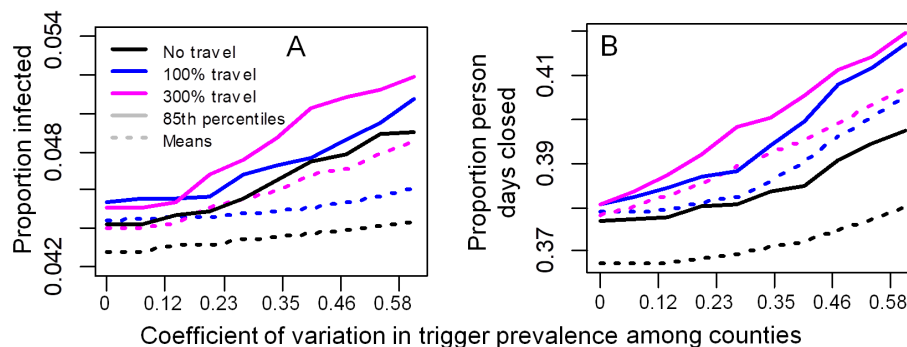 A
B
No travel
100% travel
300% travel
85th percentiles
Means
Proportion infected
0.054
0.048
0.042
0 0.12 0.23 0.35 0.46 0.58
Proportion person
days closed
0.41
0.39
0.37
0 0.12 0.23 0.35 0.46 0.58
Coefficient of variation in trigger prevalence among counties